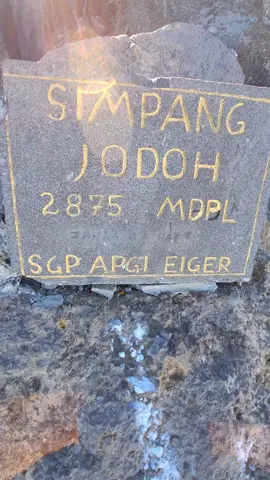 SIMPANG
JODOH
2875 MDPL
SGP APGI EIGER